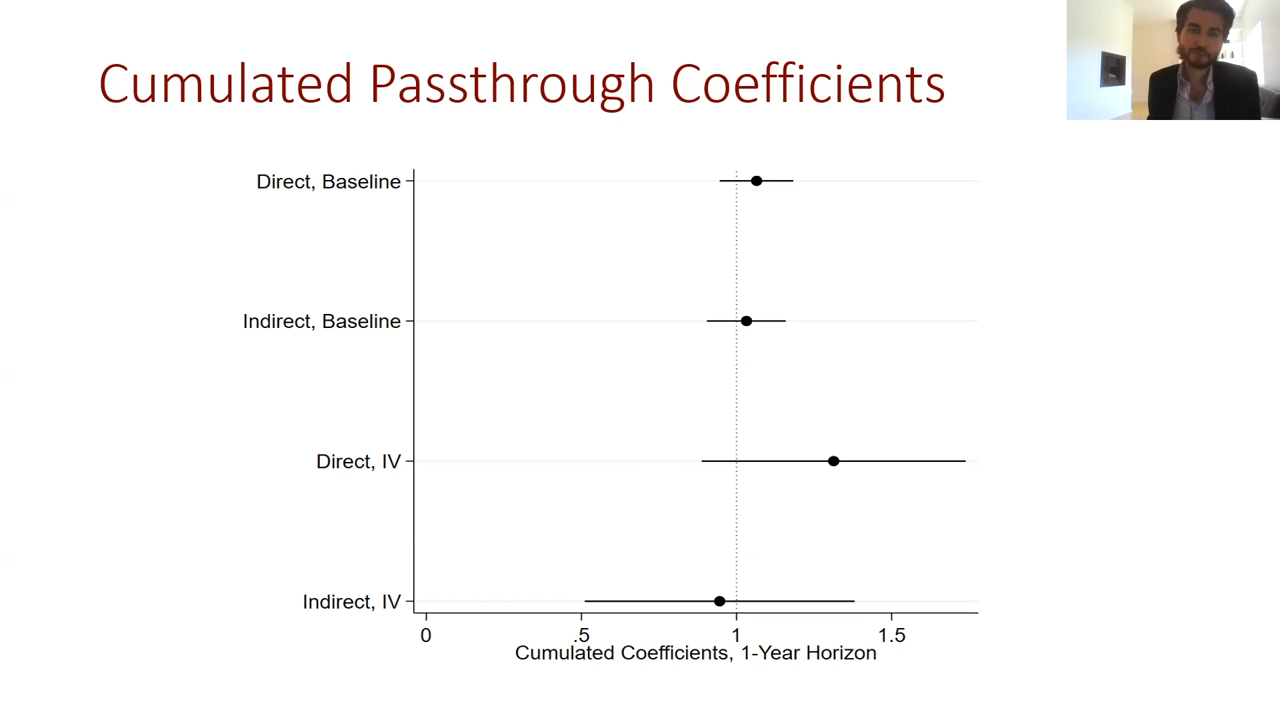 Cumulated Passthrough Coefficients
Direct, Baseline
Indirect, Baseline
Direct, IV
Indirect, IV
0 .5 1 1.5
Cumulated Coefficients, 1-Year Horizon